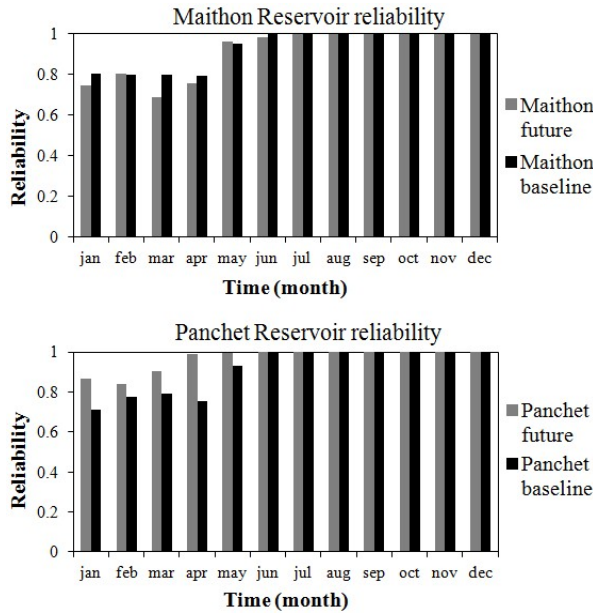 Maithon Reservoir reliability
Reliability
1
0.8
0.6
0.4
0.2
0
jan feb mar apr may jun jul aug sep oct nov dec
Time (month)
Maithon
future
Maithon
baseline
Panchet Reservoir reliability
Reliability
1
0.8
0.6
0.4
0.2
0
jan feb mar apr may jun jul aug sep oct nov dec
Time (month)
Panchet
future
Panchet
baseline